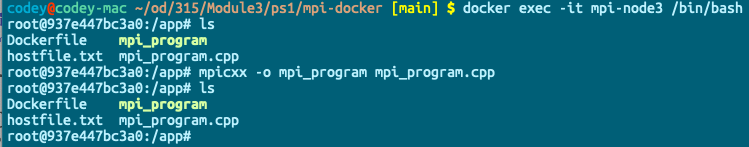 codey@codey-mac ~/od/315/Module3/ps1/mpi-docker [main] $ docker exec -it mpi-node3 /bin/bash
root@937e447bc3a0:/app# ls
Dockerfile    mpi_program
hostfile.txt  mpi_program.cpp
root@937e447bc3a0:/app# mpicxx -o mpi_program mpi_program.cpp
root@937e447bc3a0:/app# ls
Dockerfile    mpi_program
hostfile.txt  mpi_program.cpp
root@937e447bc3a0:/app#